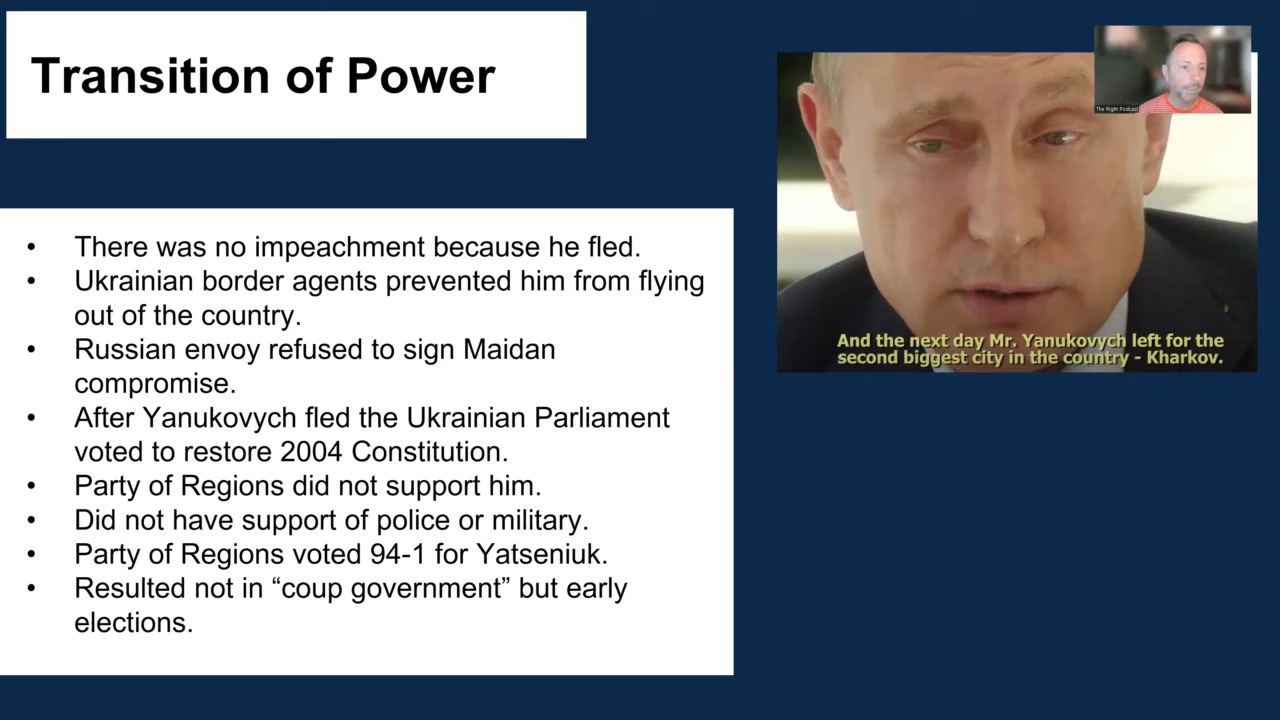 Transition of Power
• There was no impeachment because he fled.
• Ukrainian border agents prevented him from flying
out of the country.
• Russian envoy refused to sign Maidan
compromise.
• After Yanukovych fled the Ukrainian Parliament
voted to restore 2004 Constitution.
• Party of Regions did not support him.
• Did not have support of police or military.
• Party of Regions voted 94-1 for Yatseniuk.
• Resulted not in “coup government” but early
elections.
The Right Podcast
And the next day Mr. Yanukovych left for the
second biggest city in the country - Kharkov.